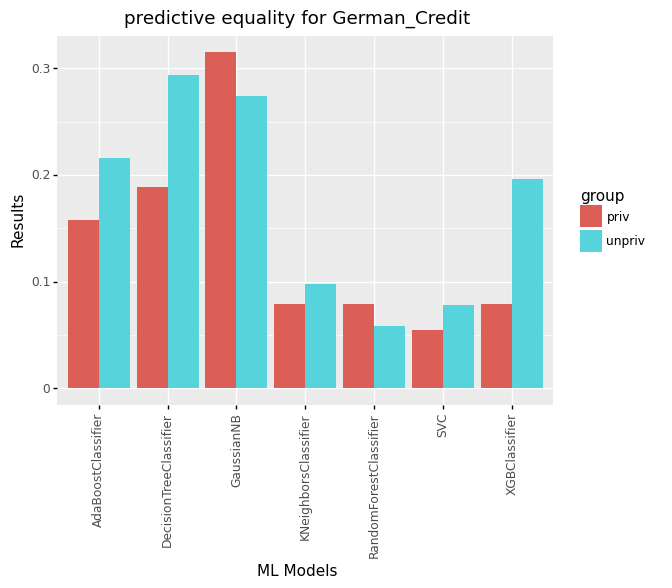 predictive equality for German_Credit
Results
0.3
0.2
0.1
0
AdaBoostClassifier
DecisionTreeClassifier
GaussianNB
KNeighborsClassifier
RandomForestClassifier
SVC
XGBClassifier
ML Models
group
priv
unpriv